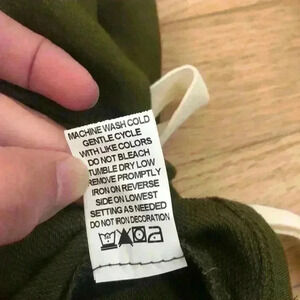 MACHINE WASH COLD
GENTLE CYCLE
WITH LIKE COLORS
DO NOT BLEACH
TUMBLE DRY LOW
REMOVE PROMPTLY
IRON ON REVERSE
SIDE ON LOWEST
SETTING AS NEEDED
DO NOT IRON DECORATION